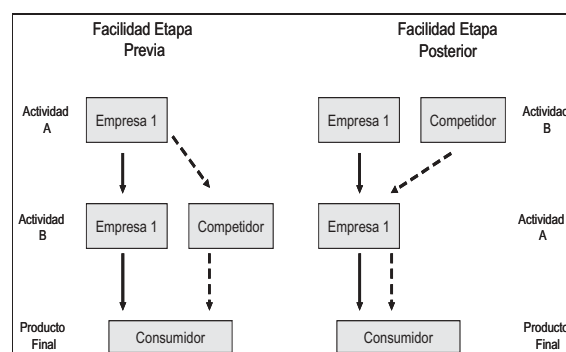 Facilidad Etapa
Previa
Facilidad Etapa
Posterior
Actividad
A
Empresa 1
Empresa 1
Competidor
Actividad
B
Actividad
B
Empresa 1
Competidor
Empresa 1
Actividad
A
Producto
Final
Consumidor
Consumidor
Producto
Final